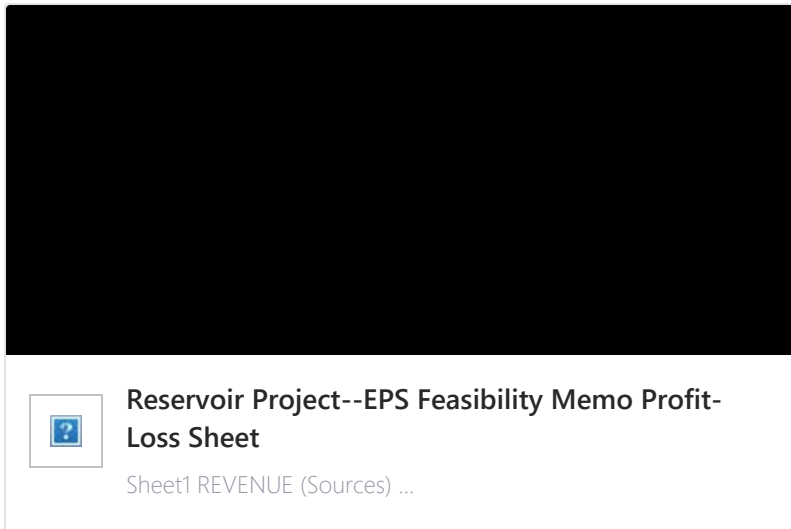 Reservoir Project--EPS Feasibility Memo Profit-
Loss Sheet
Sheet1 REVENUE (Sources) ...